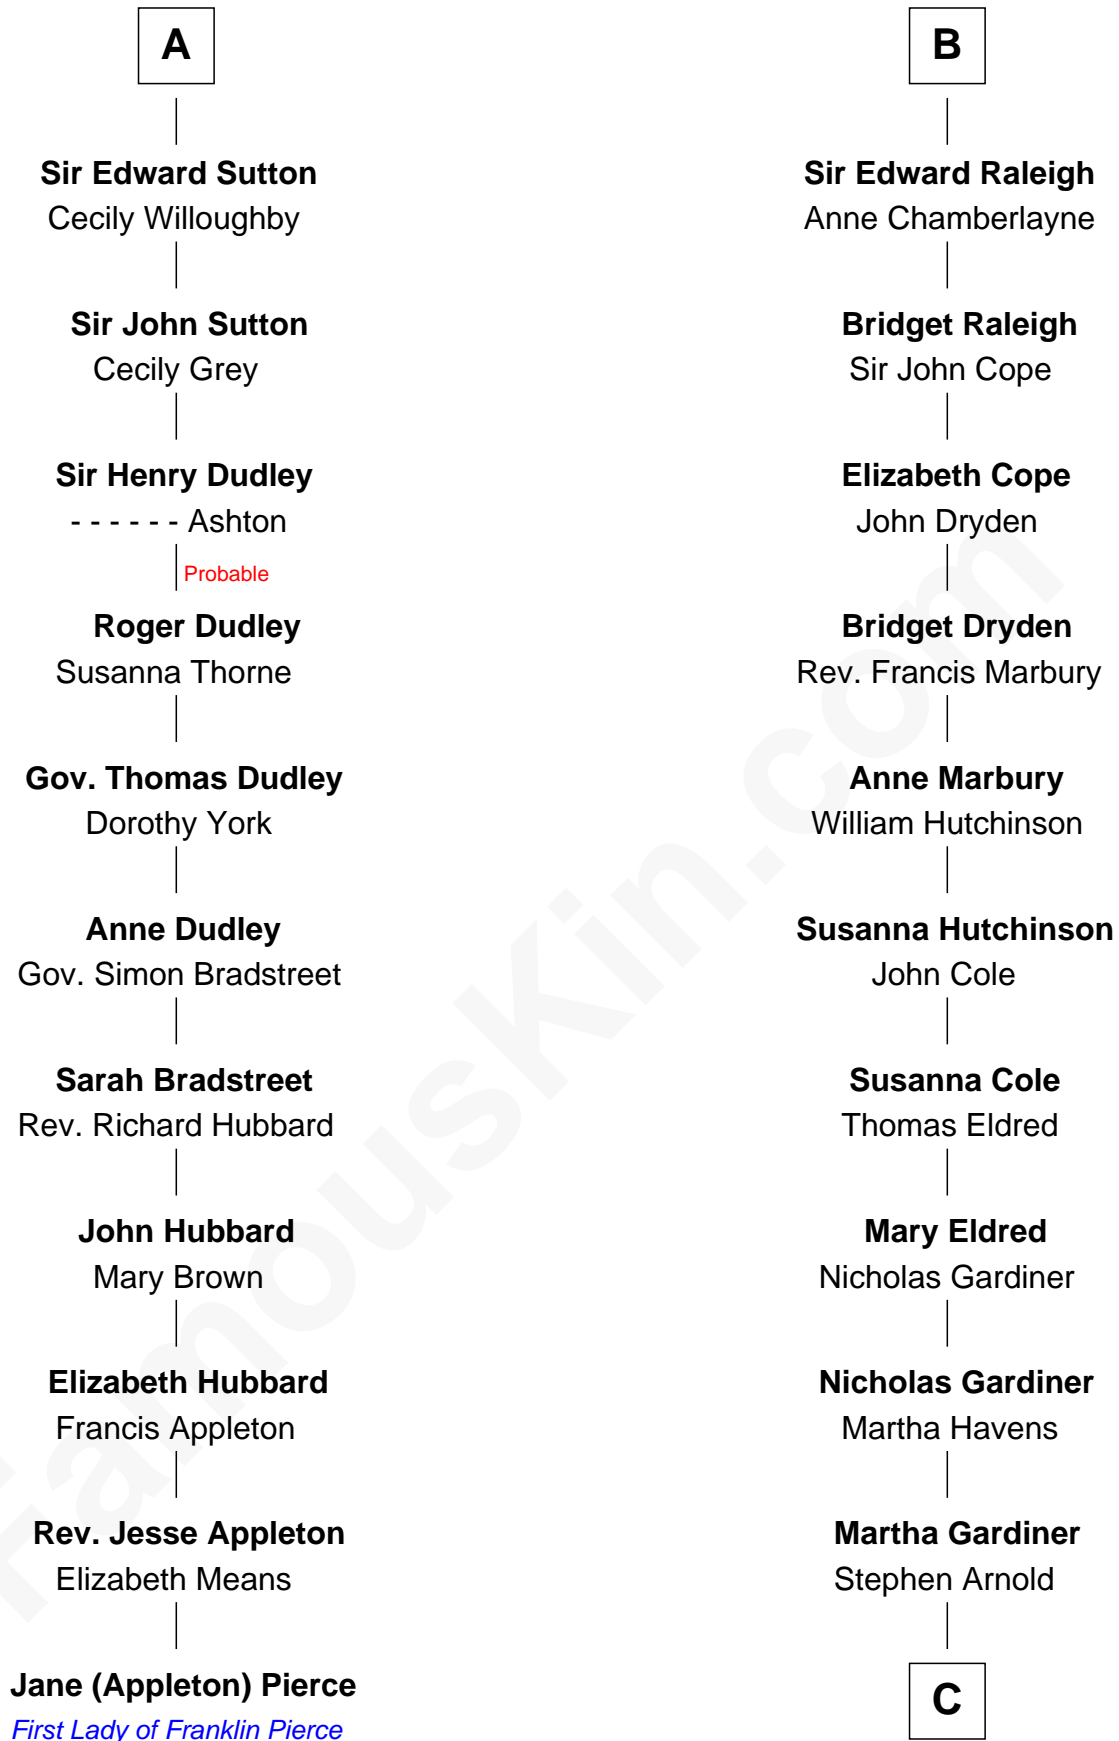 A
Sir Edward Sutton
Cecily Willoughby
Sir John Sutton
Cecily Grey
Sir Henry Dudley
- - - - - - Ashton
Probable
Roger Dudley
Susanna Thorne
Gov. Thomas Dudley
Dorothy York
Anne Dudley
Gov. Simon Bradstreet
Sarah Bradstreet
Rev. Richard Hubbard
John Hubbard
Mary Brown
Elizabeth Hubbard
Francis Appleton
Rev. Jesse Appleton
Elizabeth Means
Jane (Appleton) Pierce
First Lady of Franklin Pierce
B
Sir Edward Raleigh
Anne Chamberlayne
Bridget Raleigh
Sir John Cope
Elizabeth Cope
John Dryden
Bridget Dryden
Rev. Francis Marbury
Anne Marbury
William Hutchinson
Susanna Hutchinson
John Cole
Susanna Cole
Thomas Eldred
Mary Eldred
Nicholas Gardiner
Nicholas Gardiner
Martha Havens
Martha Gardiner
Stephen Arnold
C
FamousKin.com